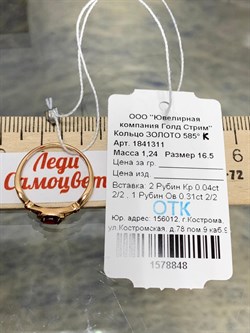 ООО "Ювелирная
компания Голд Стрим"
Кольцо ЗОЛОТО 585° К
Арт. 1841311
Масса 1,24 Размер 16.5
Цена за гр.
Цена изд.
Вставка 2 Рубин Кр 0.04ct
2/2 , 1 Рубин Ов 0.31ct 2/2
ОТК
Юр. адрес: 156012, г.Кострома,
ул.Костромская, д.78 пом.9 каб.9
1578848
Леди
Самоцвет